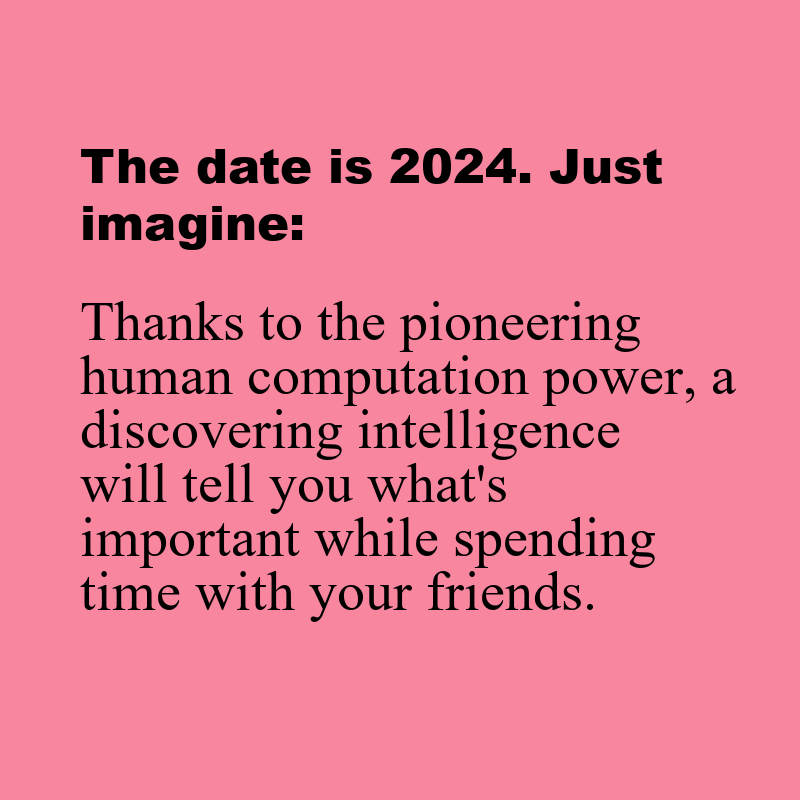 The date is 2024. Just
imagine:
Thanks to the pioneering
human computation power, a
discovering intelligence
will tell you what's
important while spending
time with your friends.